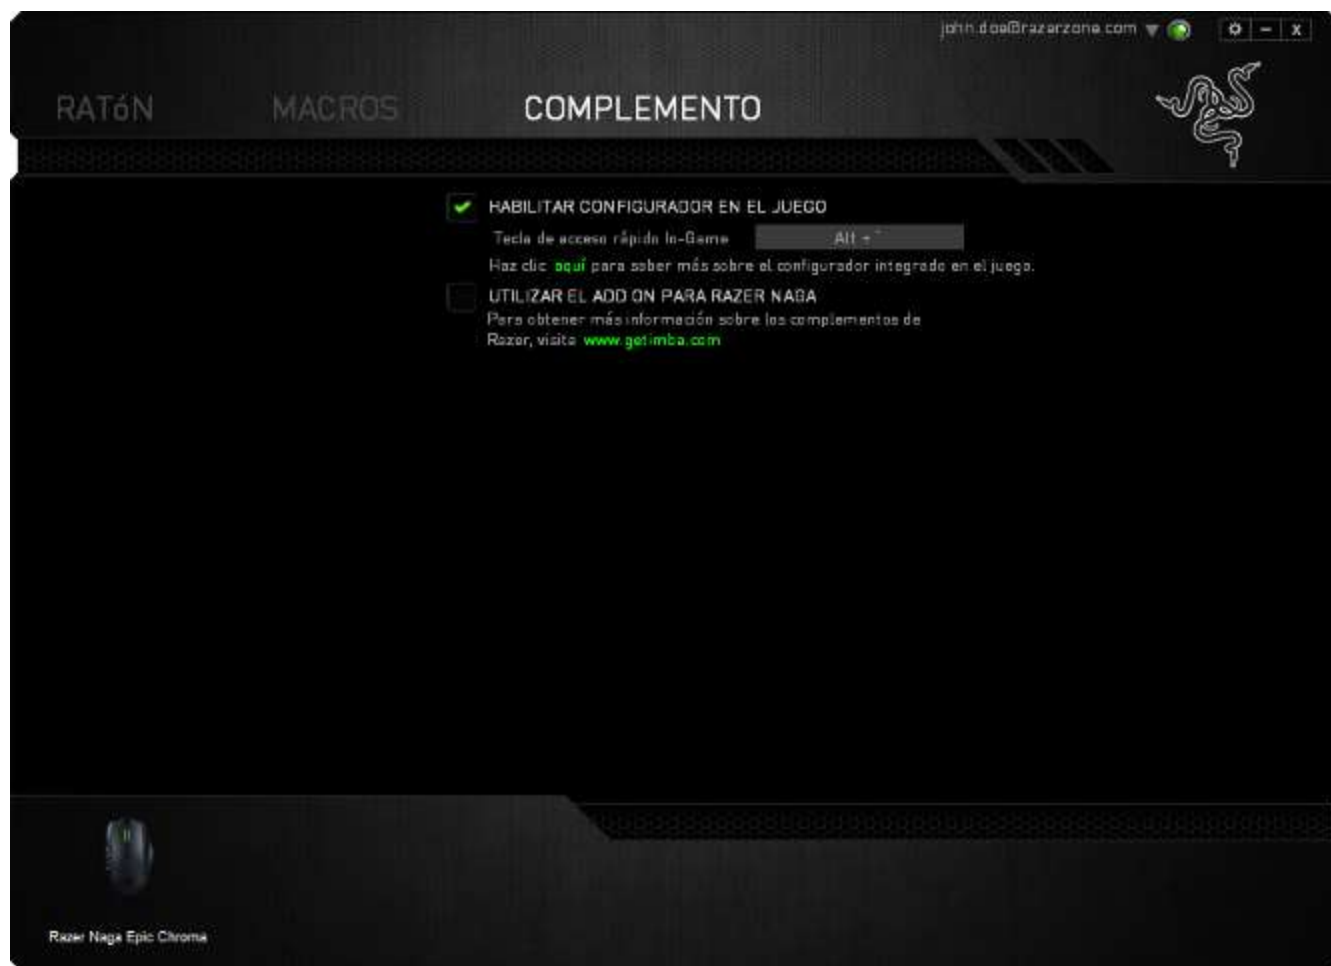 john.doe@razerzone.com
RATóN MACROS COMPLEMENTO
HABILITAR CONFIGURADOR EN EL JUEGO
Tecla de acceso rápido In-Game Alt + `
Haz clic aquí para saber más sobre el configurador integrado en el juego.
UTILIZAR EL ADD ON PARA RAZER NAGA
Para obtener más información sobre los complementos de
Razer, visita www.getimba.com
Razer Naga Epic Chroma